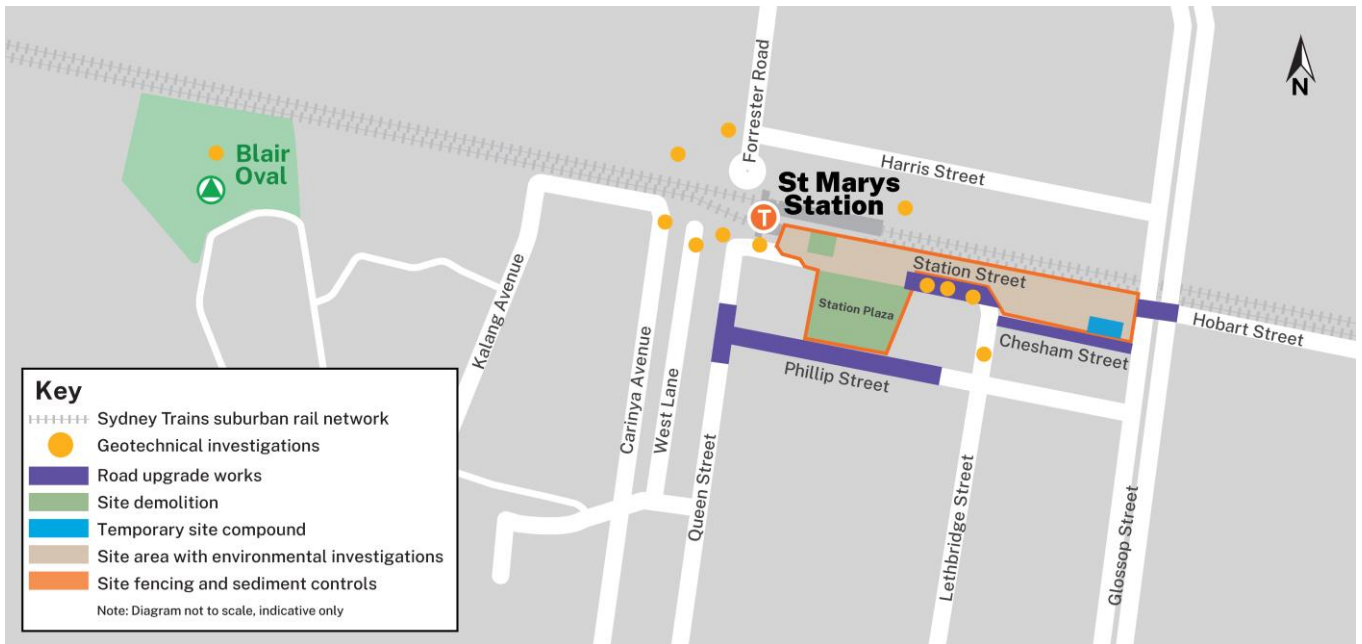 Forrester Road
N
Blair
Oval
Harris Street
St Marys
Station
T
Station Street
Kalang Avenue
Station Plaza
Hobart Street
Chesham Street
Carinya Avenue
West Lane
Phillip Street
Queen Street
Lethbridge Street
Glossop Street
Key
Sydney Trains suburban rail network
Geotechnical investigations
Road upgrade works
Site demolition
Temporary site compound
Site area with environmental investigations
Site fencing and sediment controls
Note: Diagram not to scale, indicative only